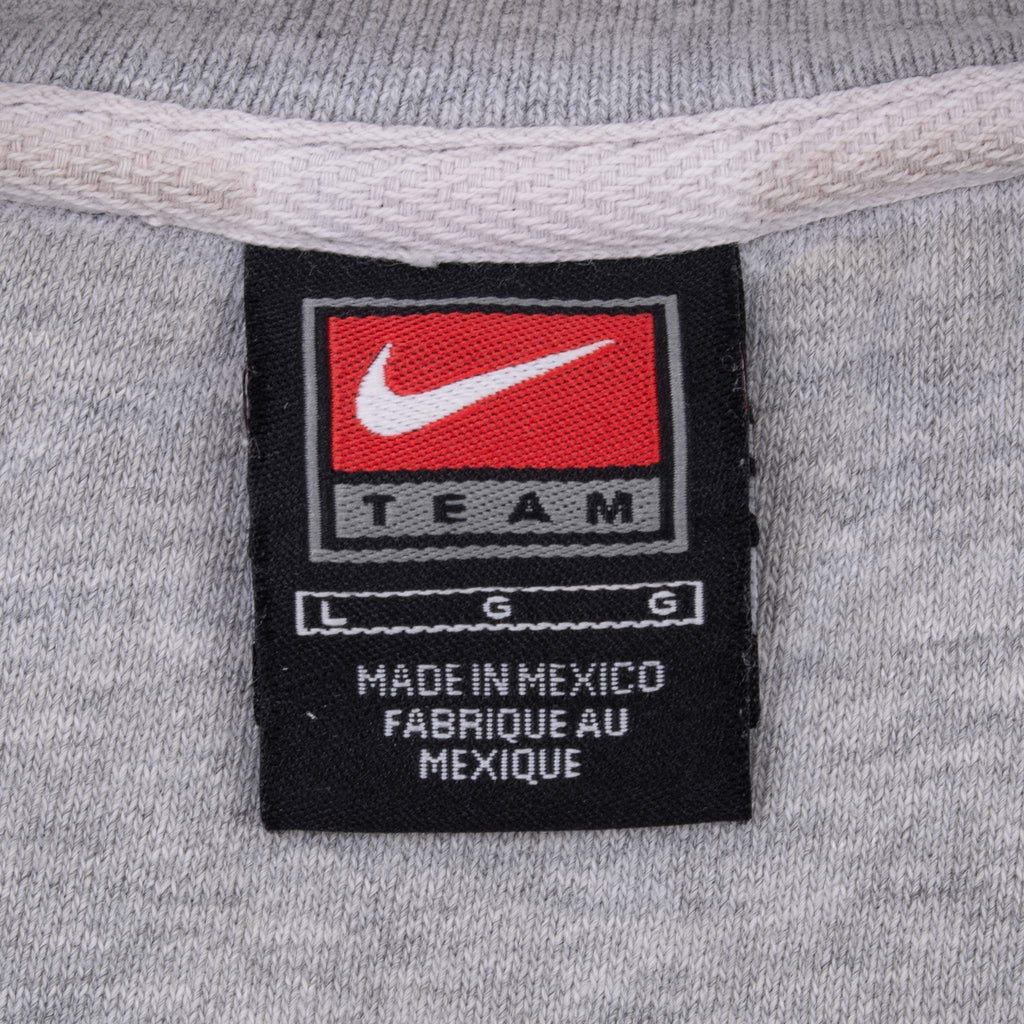 TEAM
L G G
MADE IN MEXICO
FABRIQUE AU
MEXIQUE